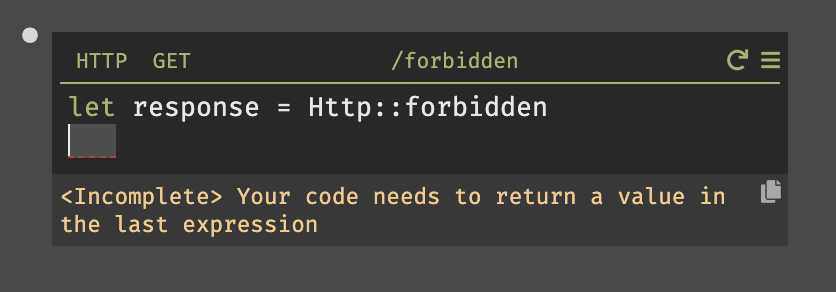 HTTP GET /forbidden
let response = Http::forbidden
<Incomplete> Your code needs to return a value in
the last expression